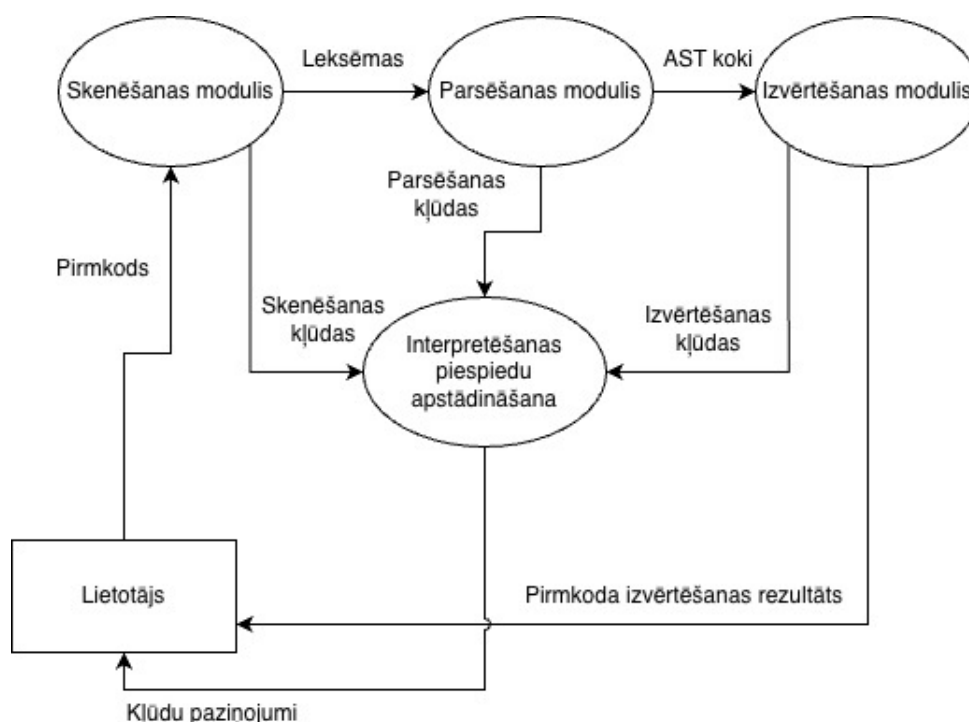 Leksēmas
AST koki
Skenēšanas modulis
Parsēšanas modulis
Izvērtēšanas modulis
Parsēšanas
kļūdas
Pirmkods
Skenēšanas
kļūdas
Izvērtēšanas
kļūdas
Interpretēšanas
piespiedu
apstādināšana
Lietotājs
Pirmkoda izvērtēšanas rezultāts
Kļūdu paziņojumi